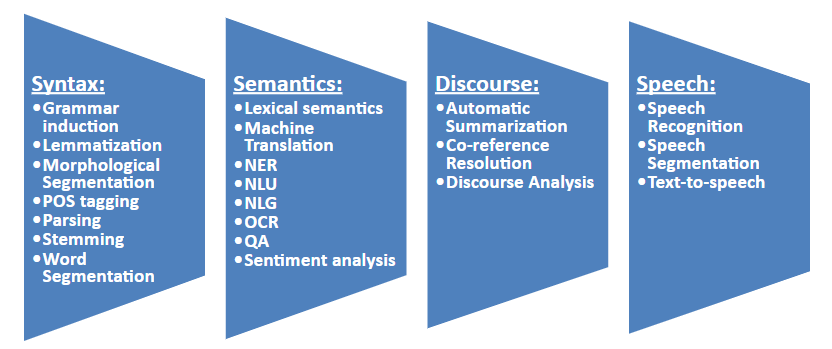 Syntax:
•Grammar
induction
•Lemmatization
•Morphological
Segmentation
•POS tagging
•Parsing
•Stemming
•Word
Segmentation
Semantics:
•Lexical semantics
•Machine
Translation
•NER
•NLU
•NLG
•OCR
•QA
•Sentiment analysis
Discourse:
•Automatic
Summarization
•Co-reference
Resolution
•Discourse Analysis
Speech:
•Speech
Recognition
•Speech
Segmentation
•Text-to-speech